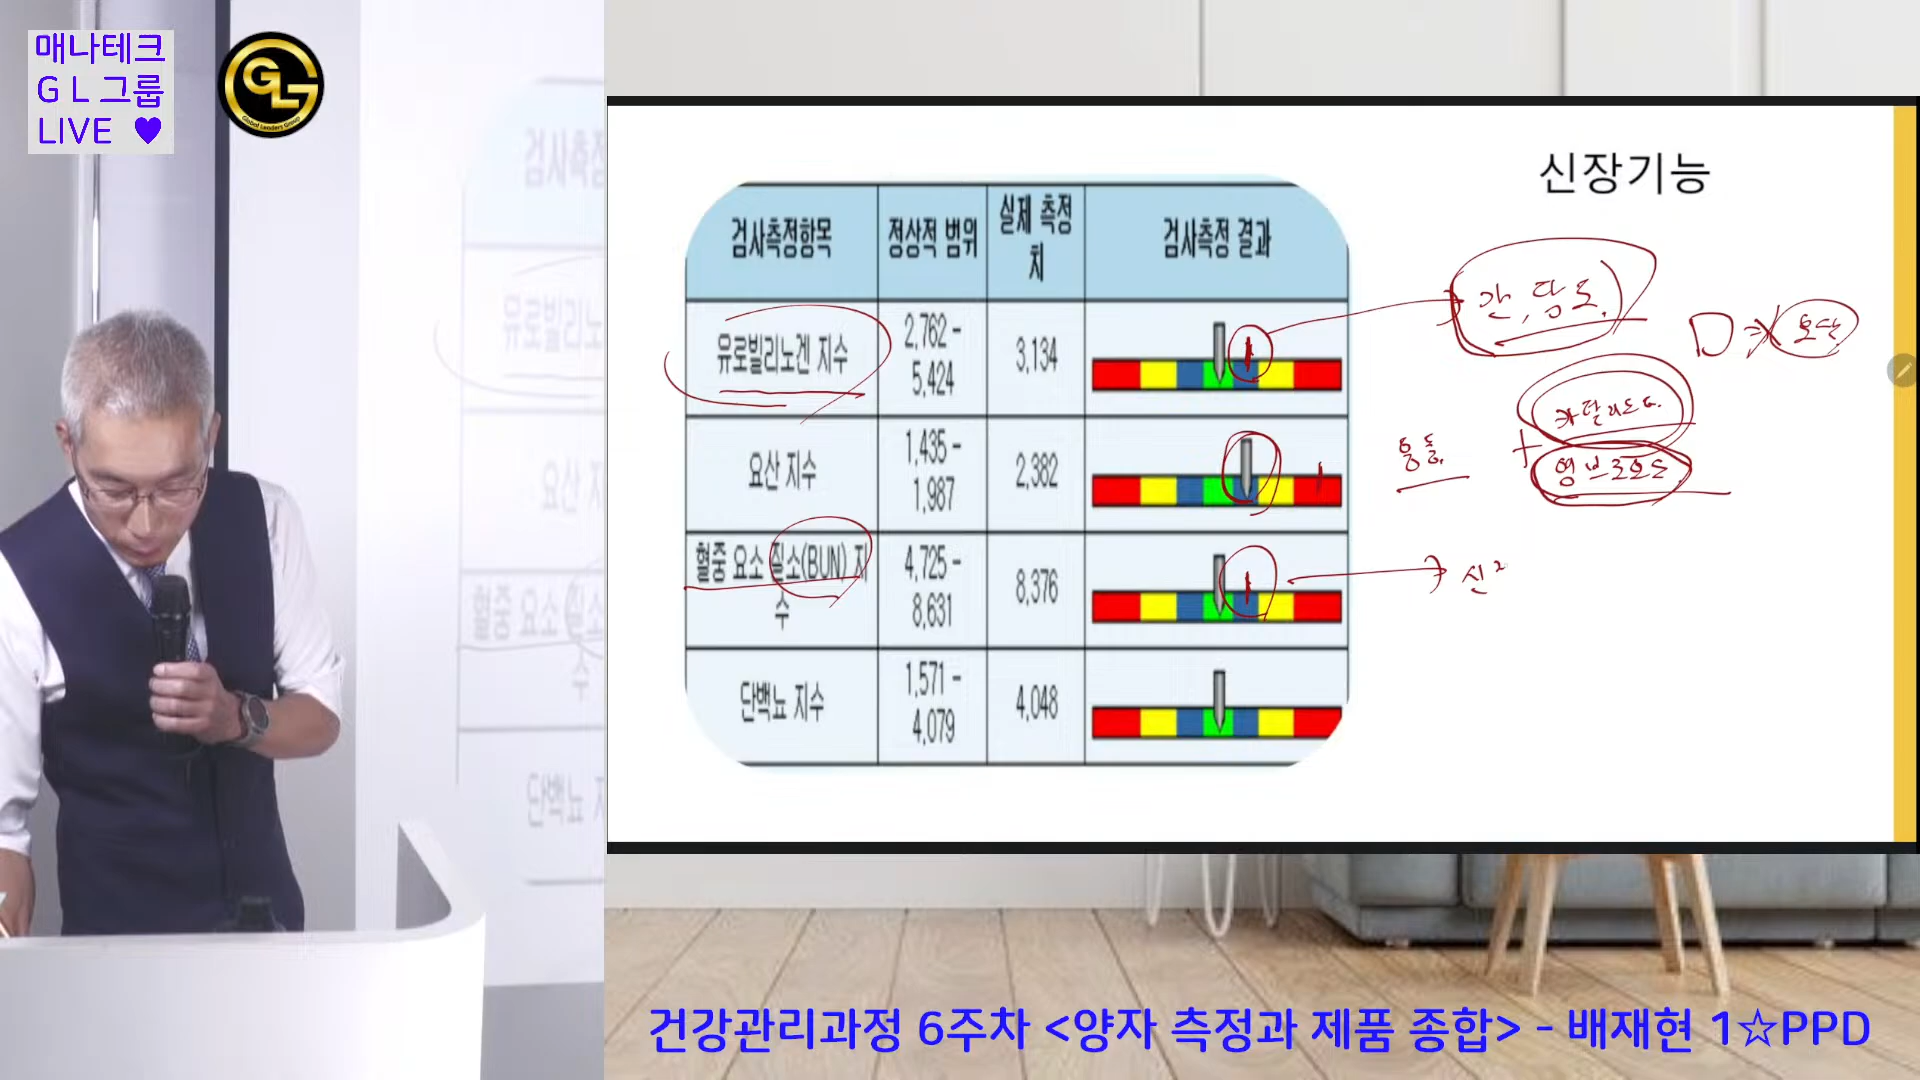 매나테크
G L 그룹
LIVE ♥
GLG
Global Leaders Group
신장기능
검사측정항목 정상적 범위 실제 측정치 검사측정 결과
유로빌리노겐 지수 2,762 - 5,424 3,134
요산 지수 1,435 - 1,987 2,382
혈중 요소 질소(BUN) 지수 4,725 - 8,631 8,376
단백뇨 지수 1,571 - 4,079 4,048
간, 담도.
통풍.
+
건강관리과정 6주차 <양자 측정과 제품 종합> - 배재현 1☆PPD